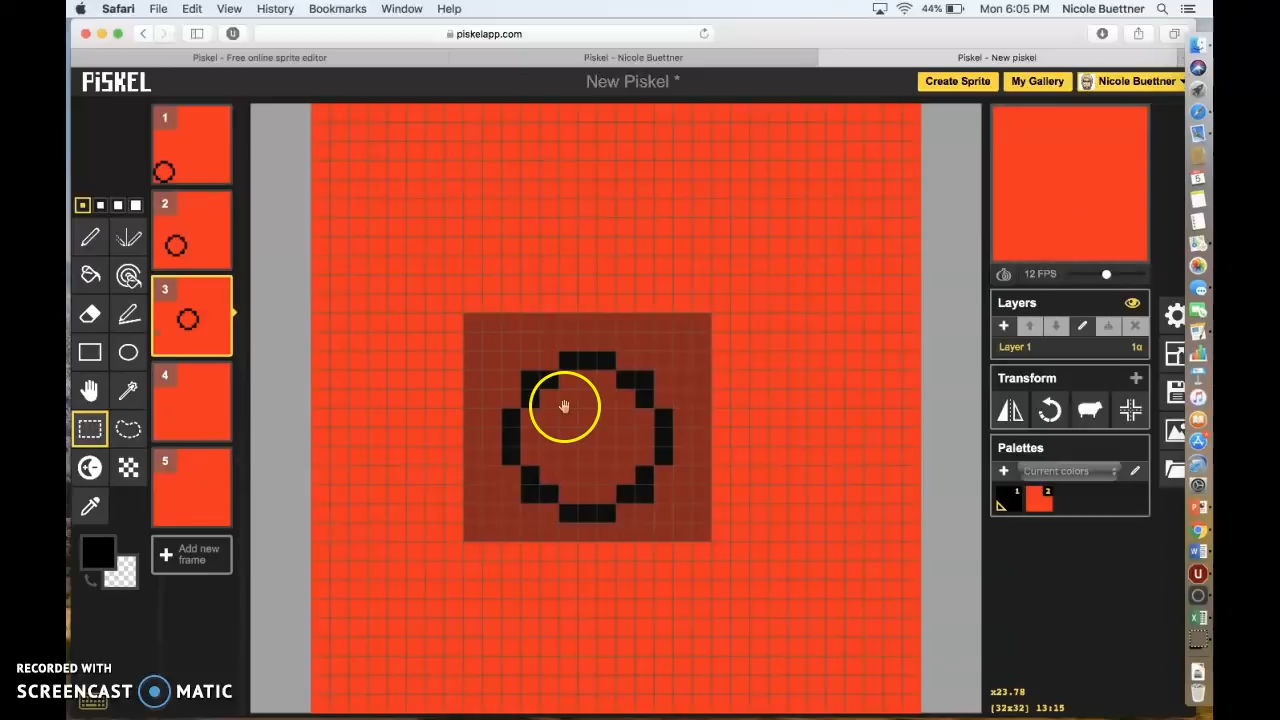 Safari File Edit View History Bookmarks Window Help 44% Mon 6:05 PM Nicole Buettner
piskelapp.com
Piskel - Free online sprite editor Piskel - Nicole Buettner Piskel - New piskel
PiSKEL New Piskel * Create Sprite My Gallery Nicole Buettner
1
2
3
4
5
Add new
frame
12 FPS
Layers
Layer 1 1α
Transform
Palettes
Current colors
1 2
x23.78
[32x32] 13:15
RECORDED WITH
SCREENCAST MATIC